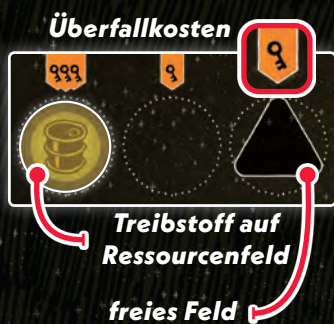 Überfallkosten
Treibstoff auf
Ressourcenfeld
freies Feld